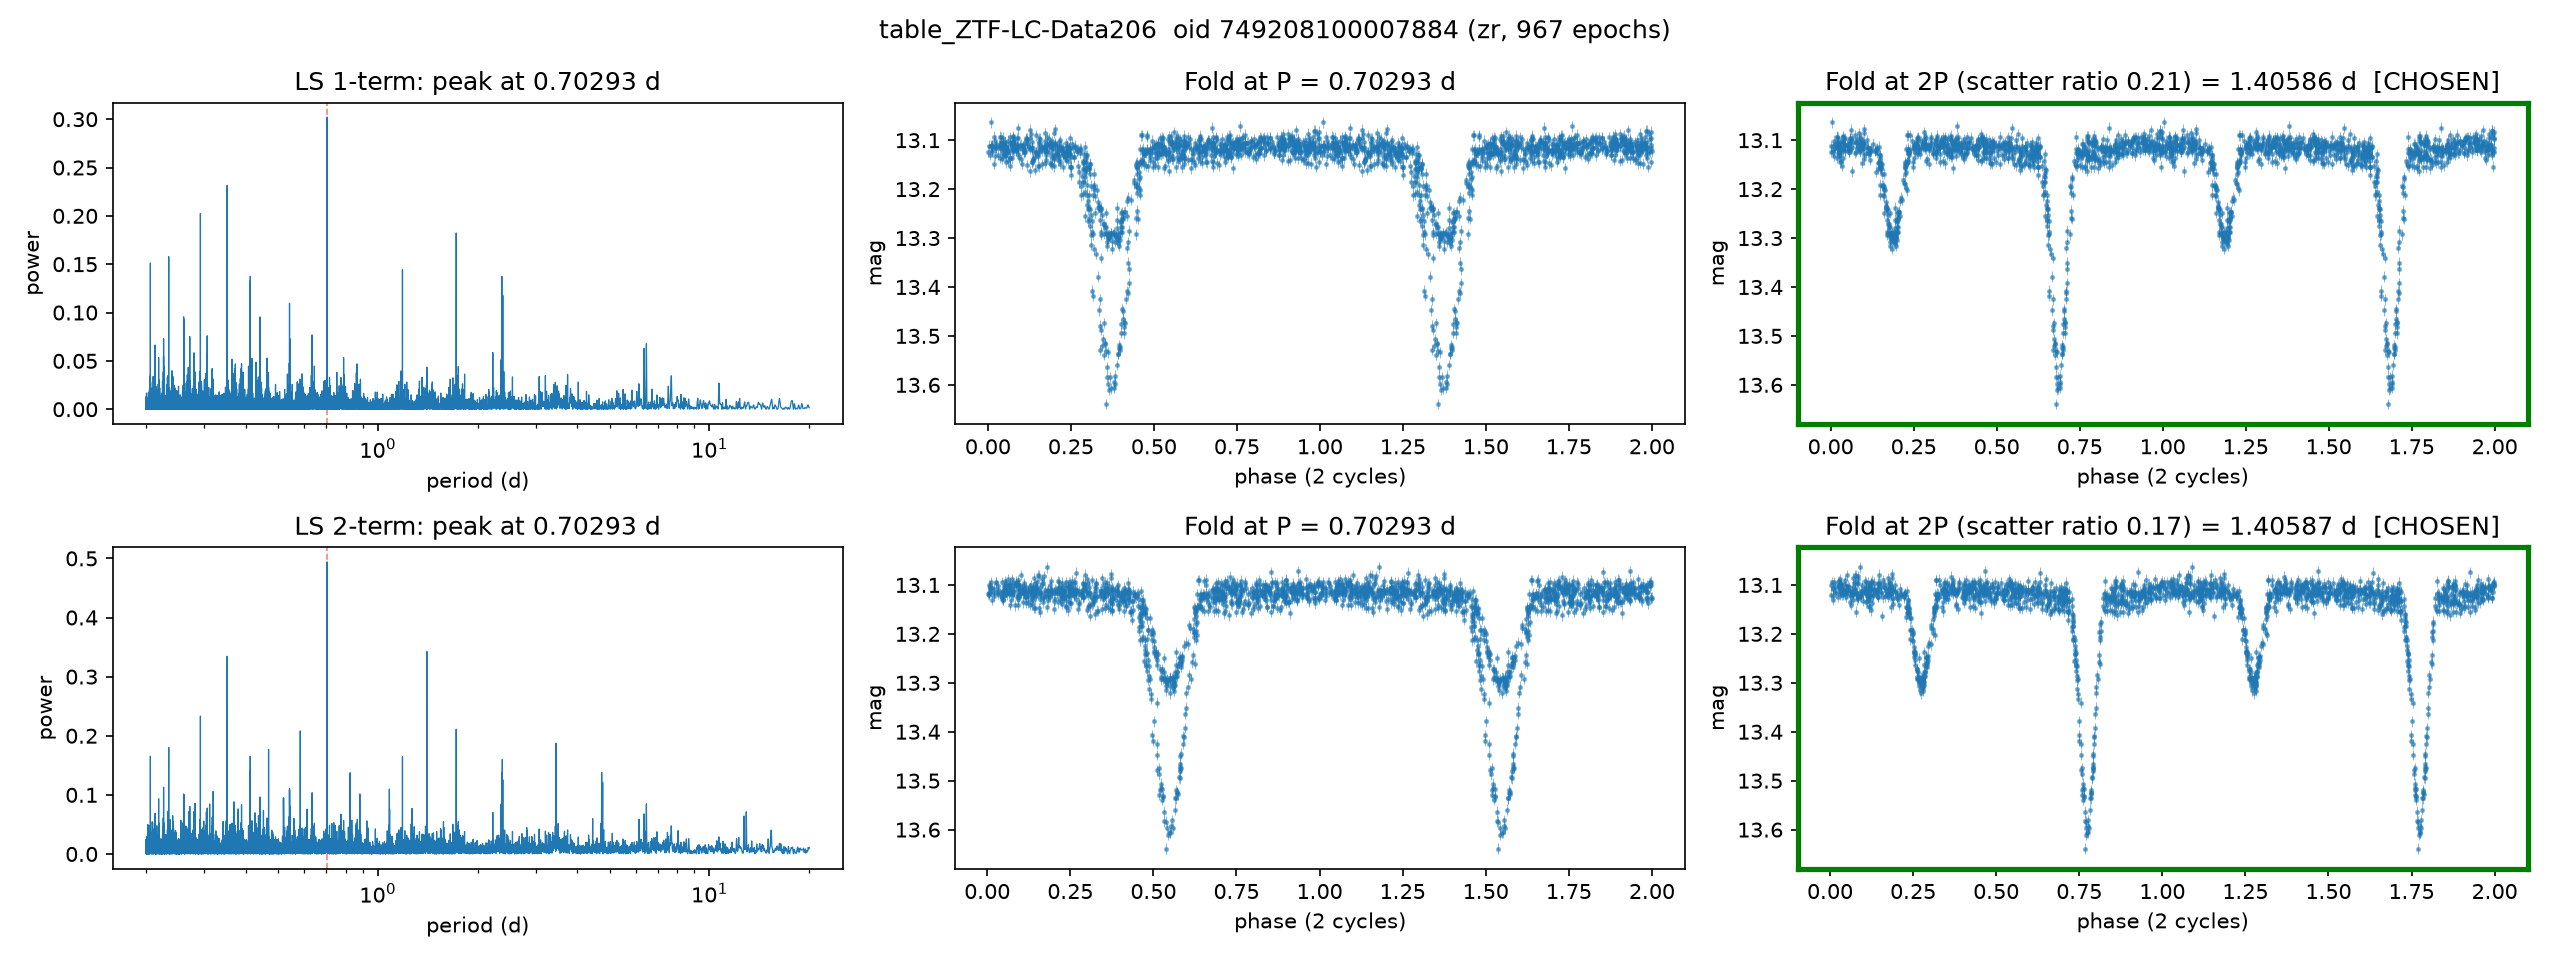 table_ZTF-LC-Data206  oid 749208100007884 (zr, 967 epochs)
LS 1-term: peak at 0.70293 d
power
0.30
0.25
0.20
0.15
0.10
0.05
0.00
10⁰
10¹
period (d)
Fold at P = 0.70293 d
mag
13.1
13.2
13.3
13.4
13.5
13.6
0.00 0.25 0.50 0.75 1.00 1.25 1.50 1.75 2.00
phase (2 cycles)
Fold at 2P (scatter ratio 0.21) = 1.40586 d  [CHOSEN]
mag
13.1
13.2
13.3
13.4
13.5
13.6
0.00 0.25 0.50 0.75 1.00 1.25 1.50 1.75 2.00
phase (2 cycles)
LS 2-term: peak at 0.70293 d
power
0.5
0.4
0.3
0.2
0.1
0.0
10⁰
10¹
period (d)
Fold at P = 0.70293 d
mag
13.1
13.2
13.3
13.4
13.5
13.6
0.00 0.25 0.50 0.75 1.00 1.25 1.50 1.75 2.00
phase (2 cycles)
Fold at 2P (scatter ratio 0.17) = 1.40587 d  [CHOSEN]
mag
13.1
13.2
13.3
13.4
13.5
13.6
0.00 0.25 0.50 0.75 1.00 1.25 1.50 1.75 2.00
phase (2 cycles)